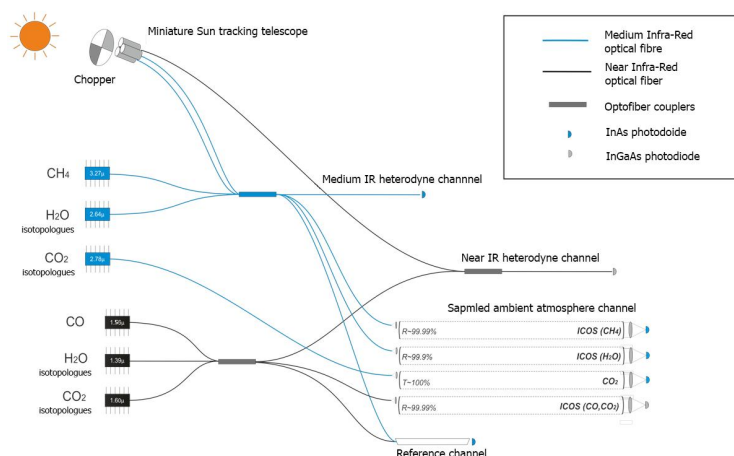 Miniature Sun tracking telescope
Chopper
Medium Infra-Red
optical fibre
Near Infra-Red
optical fiber
Optofiber couplers
InAs photodoide
InGaAs photodiode
CH4
3.27µ
Medium IR heterodyne channnel
H2O
isotopologues
2.64µ
CO2
isotopologues
2.78µ
Near IR heterodyne channel
Sapmled ambient atmosphere channel
CO
1.56µ
R~99.99%
ICOS (CH4)
H2O
isotopologues
1.39µ
R~99.9%
ICOS (H2O)
T~100%
CO2
CO2
isotopologues
1.60µ
R~99.99%
ICOS (CO,CO2)
Reference channel